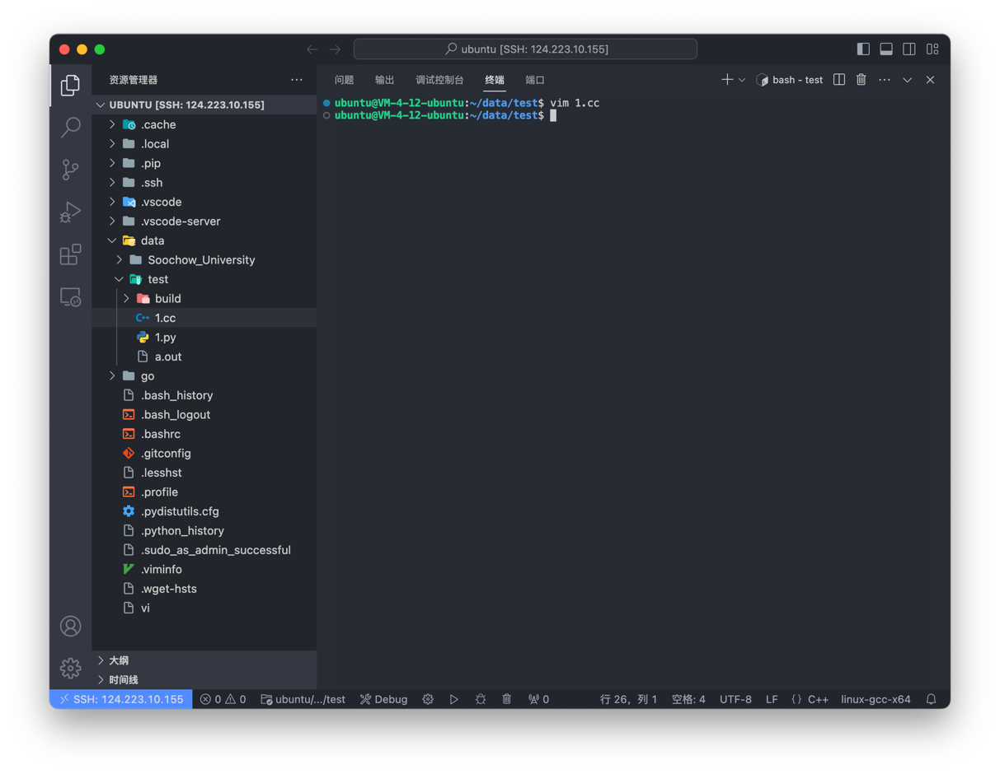 ubuntu [SSH: 124.223.10.155]
资源管理器
UBUNTU [SSH: 124.223.10.155]
.cache
.local
.pip
.ssh
.vscode
.vscode-server
data
Soochow_University
test
build
C++ 1.cc
1.py
a.out
go
.bash_history
.bash_logout
.bashrc
.gitconfig
.lesshst
.profile
.pydistutils.cfg
.python_history
.sudo_as_admin_successful
.viminfo
.wget-hsts
vi
大纲
时间线
问题 输出 调试控制台 终端 端口 bash - test
ubuntu@VM-4-12-ubuntu:~/data/test$ vim 1.cc
ubuntu@VM-4-12-ubuntu:~/data/test$
SSH: 124.223.10.155 0 0 ubuntu/.../test Debug 0 行 26，列 1 空格: 4 UTF-8 LF {} C++ linux-gcc-x64